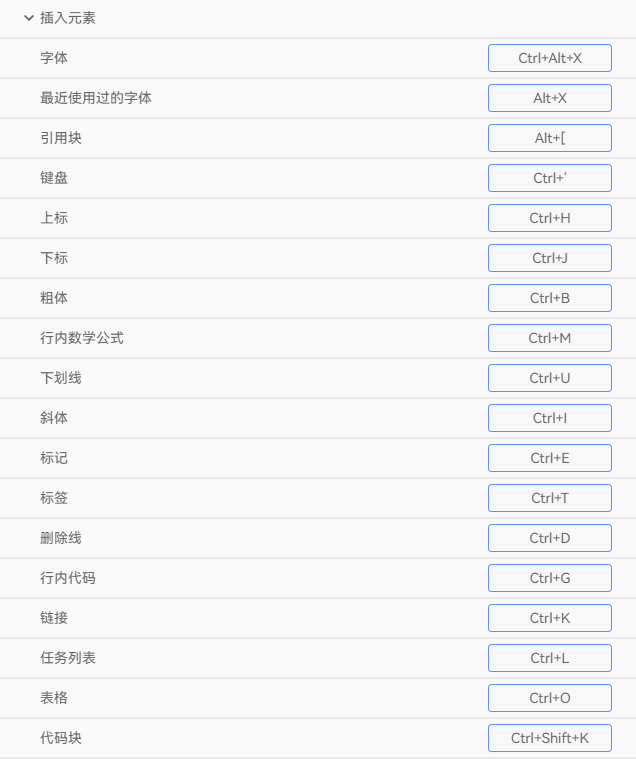 插入元素
字体 Ctrl+Alt+X
最近使用过的字体 Alt+X
引用块 Alt+[
键盘 Ctrl+'
上标 Ctrl+H
下标 Ctrl+J
粗体 Ctrl+B
行内数学公式 Ctrl+M
下划线 Ctrl+U
斜体 Ctrl+I
标记 Ctrl+E
标签 Ctrl+T
删除线 Ctrl+D
行内代码 Ctrl+G
链接 Ctrl+K
任务列表 Ctrl+L
表格 Ctrl+O
代码块 Ctrl+Shift+K